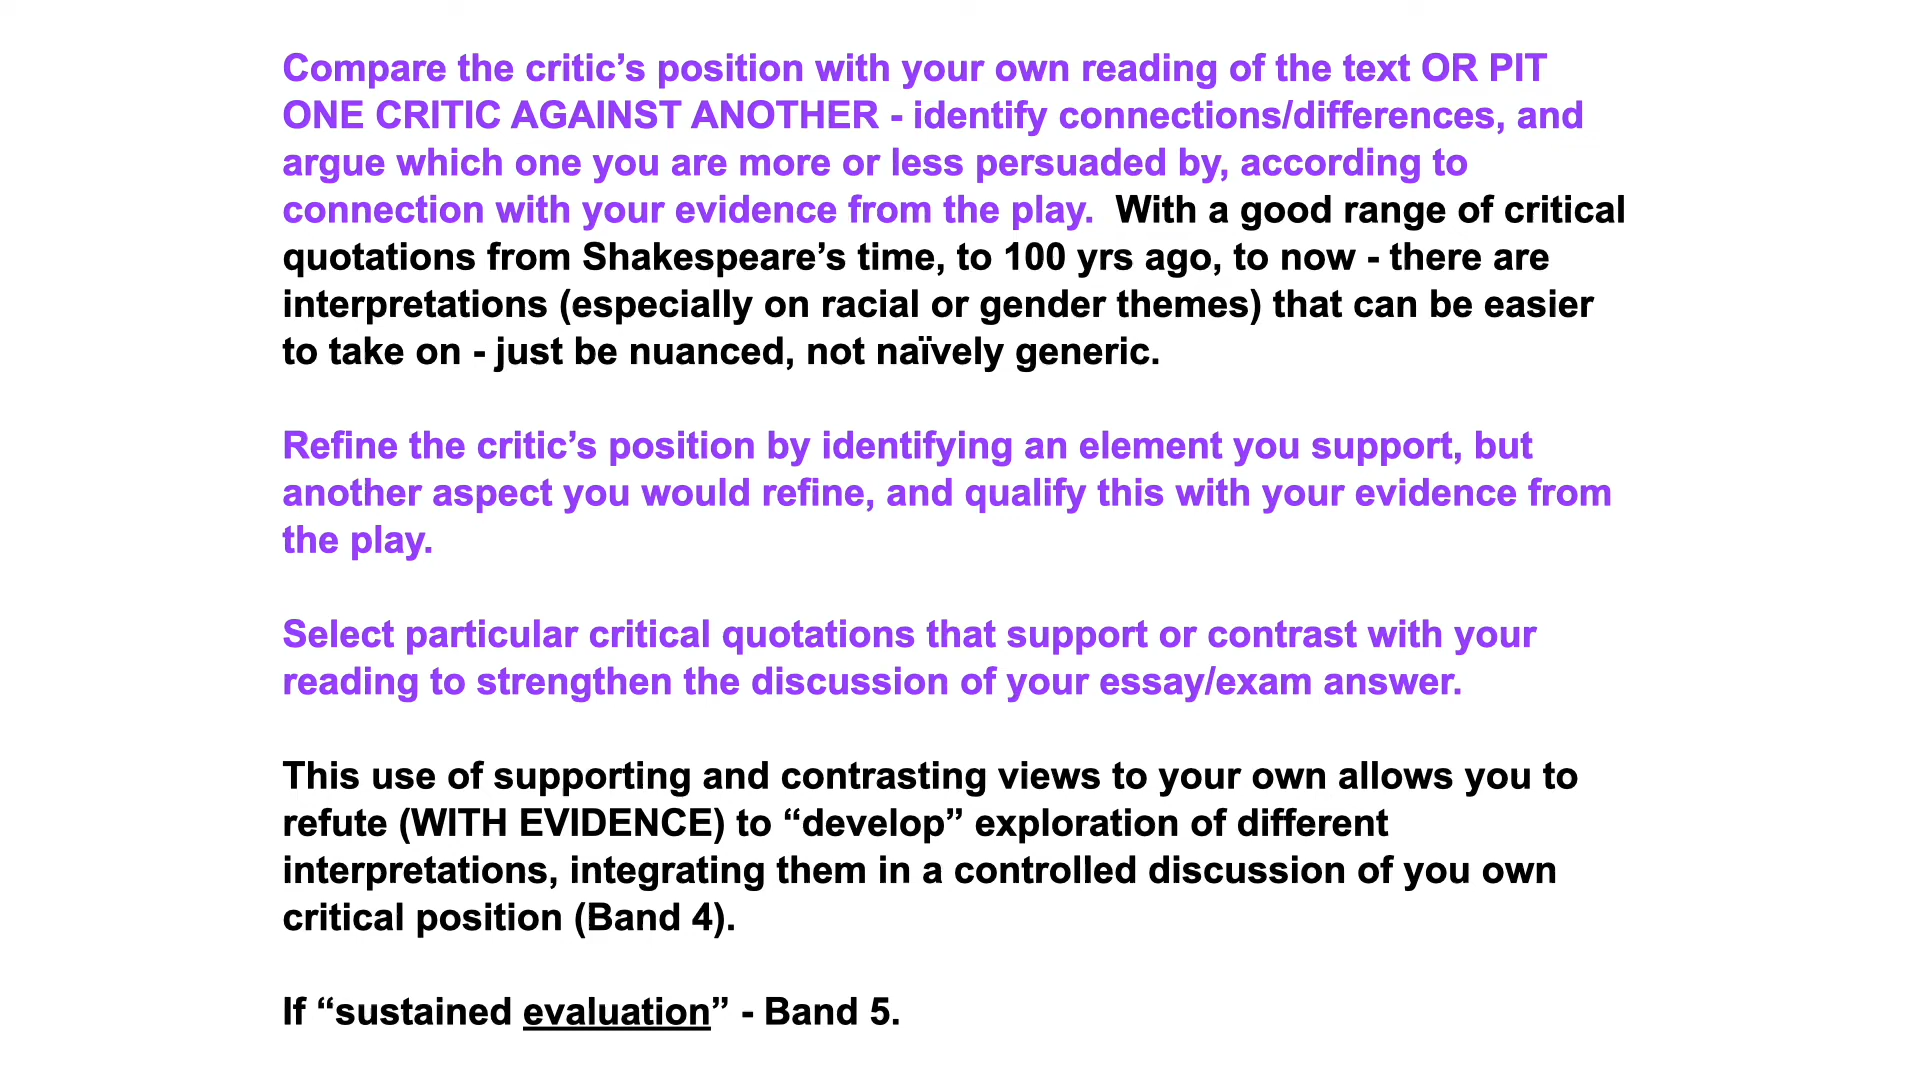 Compare the critic’s position with your own reading of the text OR PIT
ONE CRITIC AGAINST ANOTHER - identify connections/differences, and
argue which one you are more or less persuaded by, according to
connection with your evidence from the play.  With a good range of critical
quotations from Shakespeare’s time, to 100 yrs ago, to now - there are
interpretations (especially on racial or gender themes) that can be easier
to take on - just be nuanced, not naïvely generic.
Refine the critic’s position by identifying an element you support, but
another aspect you would refine, and qualify this with your evidence from
the play.
Select particular critical quotations that support or contrast with your
reading to strengthen the discussion of your essay/exam answer.
This use of supporting and contrasting views to your own allows you to
refute (WITH EVIDENCE) to “develop” exploration of different
interpretations, integrating them in a controlled discussion of you own
critical position (Band 4).
If “sustained evaluation” - Band 5.